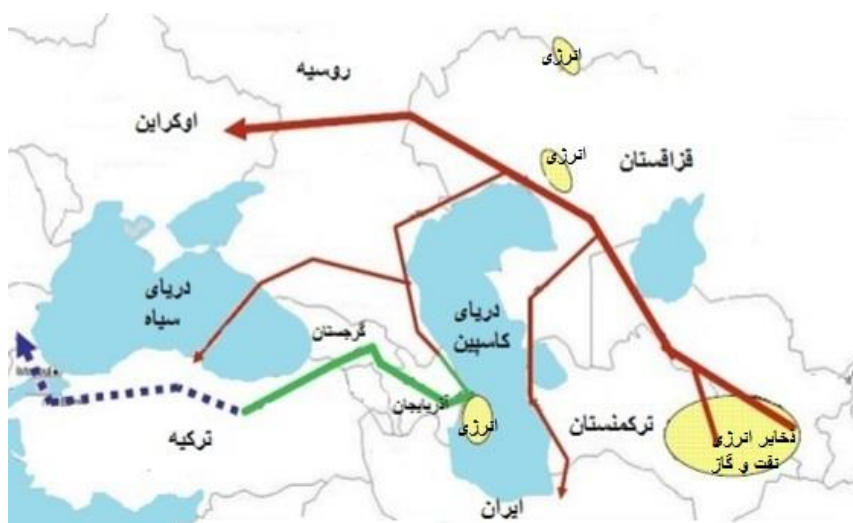 انرژی
روسیه
اوکراین
انرژی
قزاقستان
دریای
سیاه
دریای
کاسپین
گرجستان
آذربایجان
ترکیه
انرژی
ترکمنستان
ذخایر انرژی
نفت و گاز
ایران